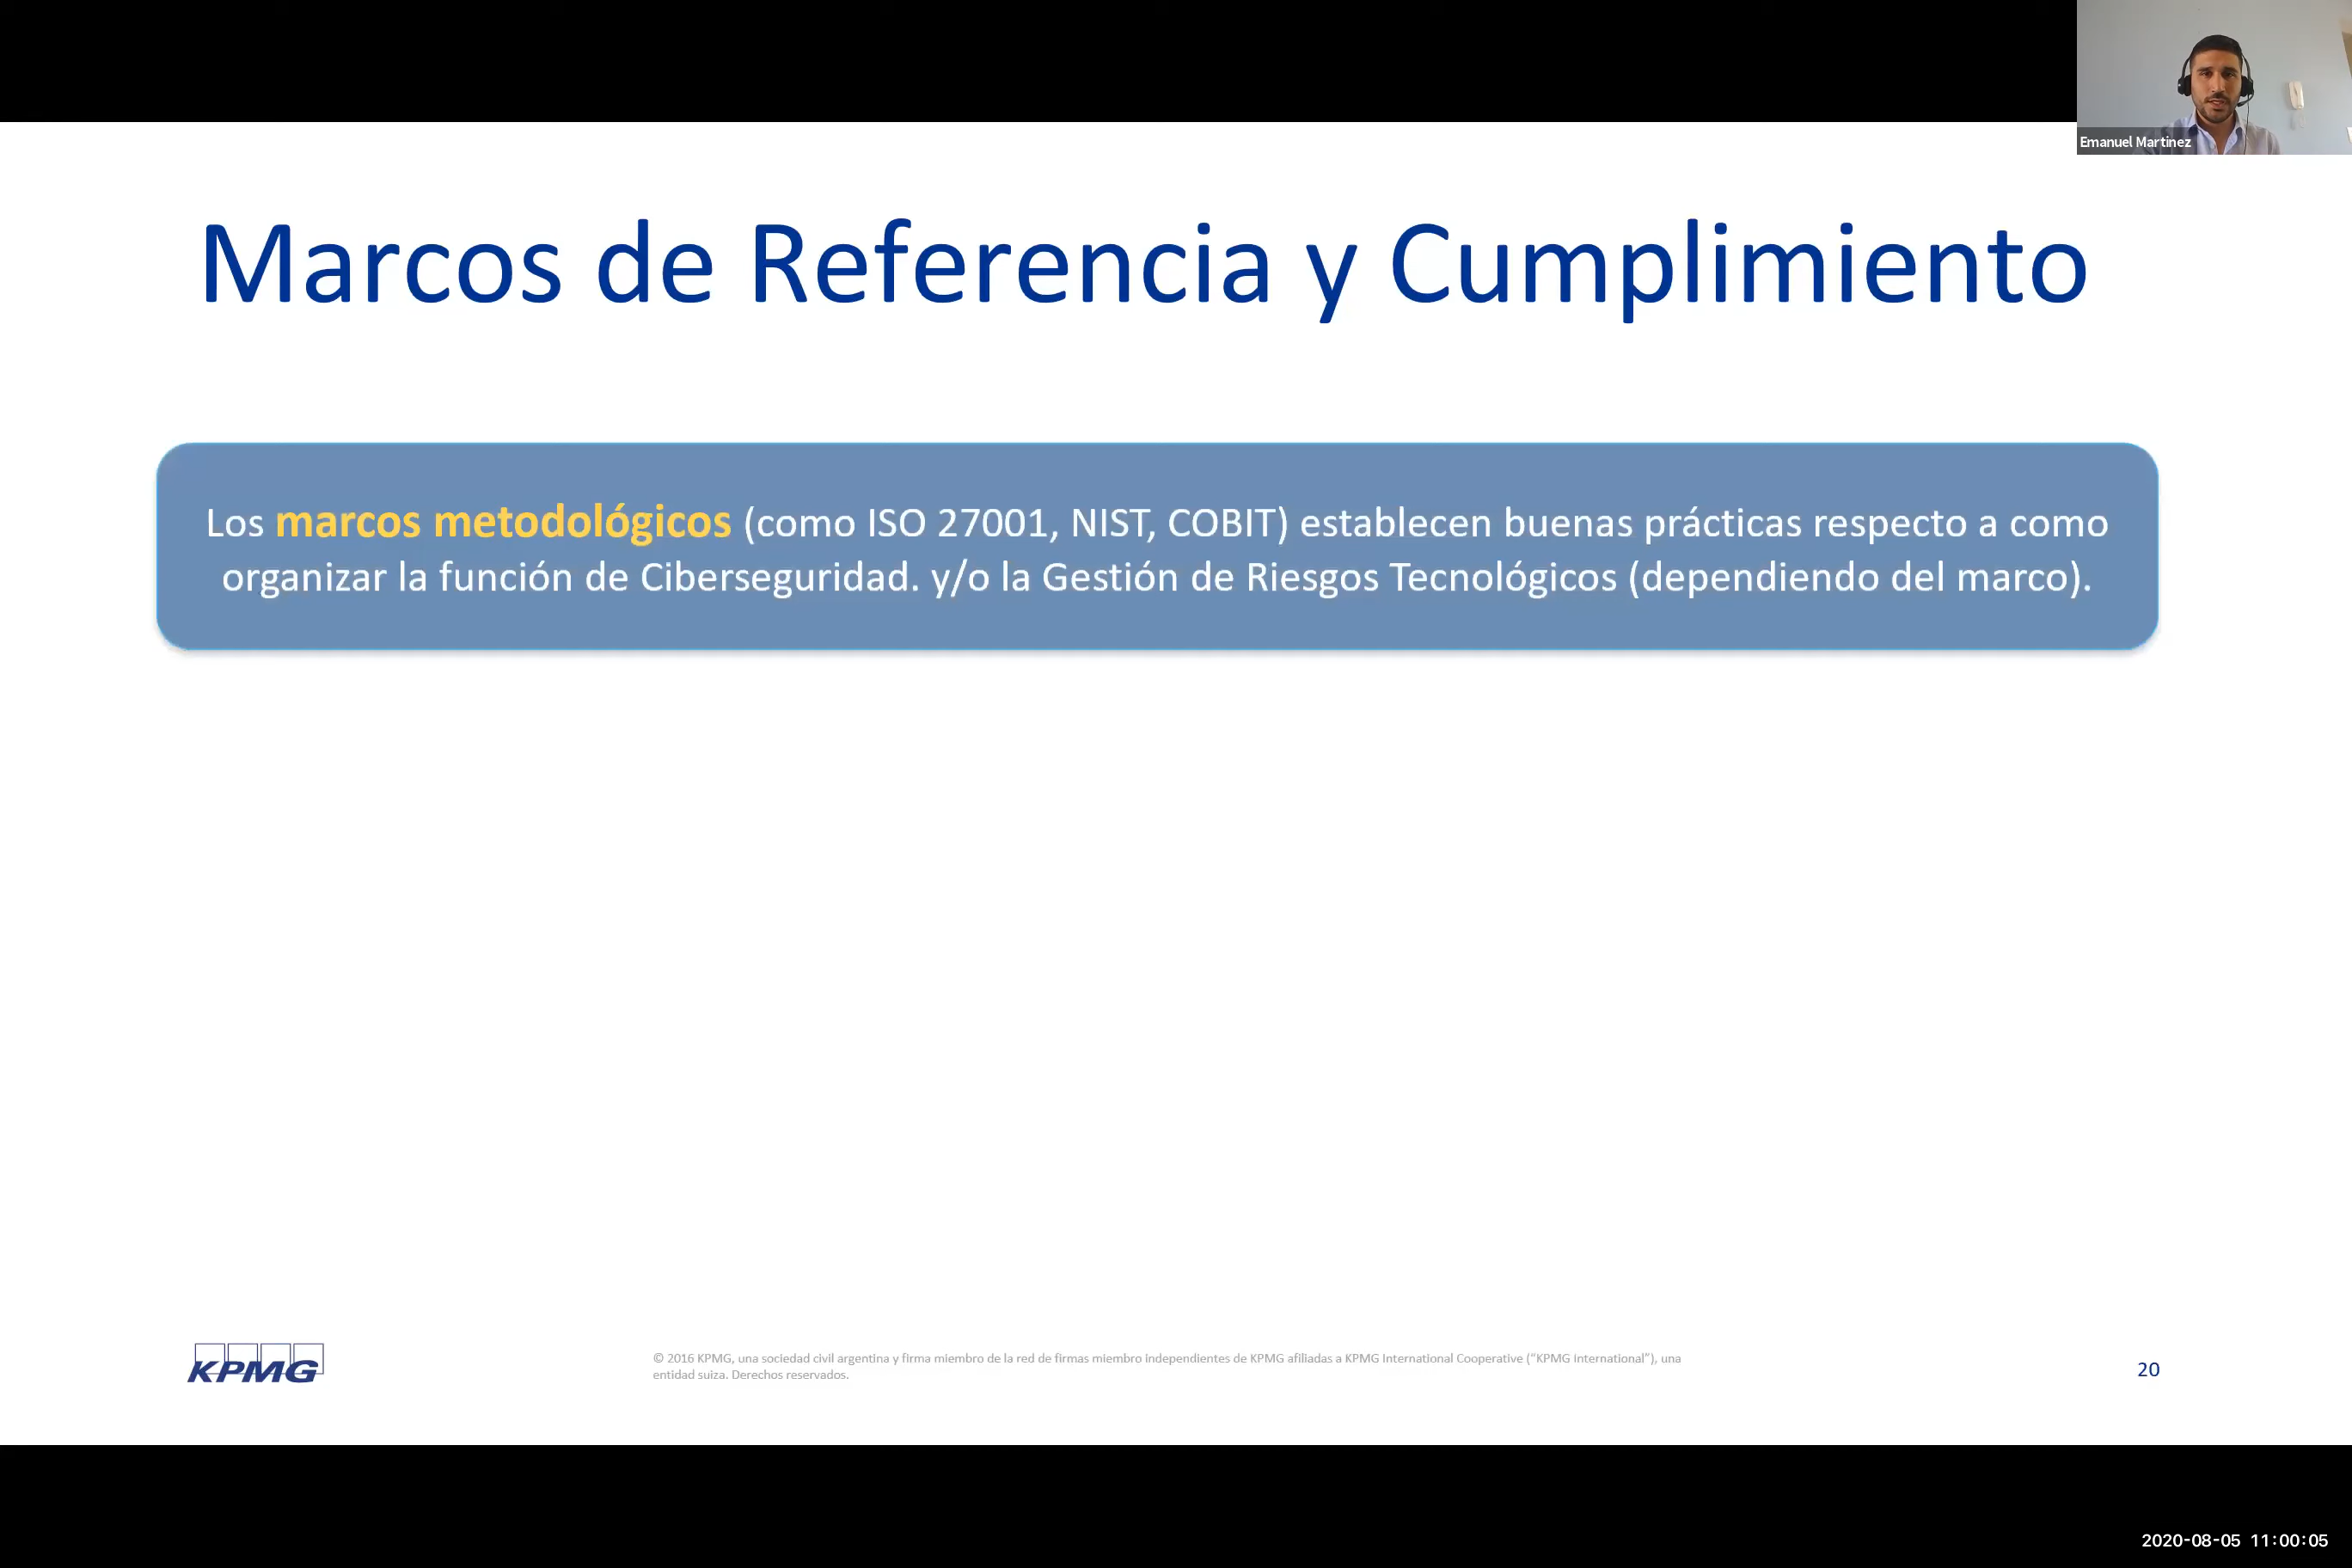 Emanuel Martinez
Marcos de Referencia y Cumplimiento
Los marcos metodológicos (como ISO 27001, NIST, COBIT) establecen buenas prácticas respecto a como
organizar la función de Ciberseguridad. y/o la Gestión de Riesgos Tecnológicos (dependiendo del marco).
KPMG
© 2016 KPMG, una sociedad civil argentina y firma miembro de la red de firmas miembro independientes de KPMG afiliadas a KPMG International Cooperative (“KPMG International”), una
entidad suiza. Derechos reservados.
20
2020-08-05 11:00:05